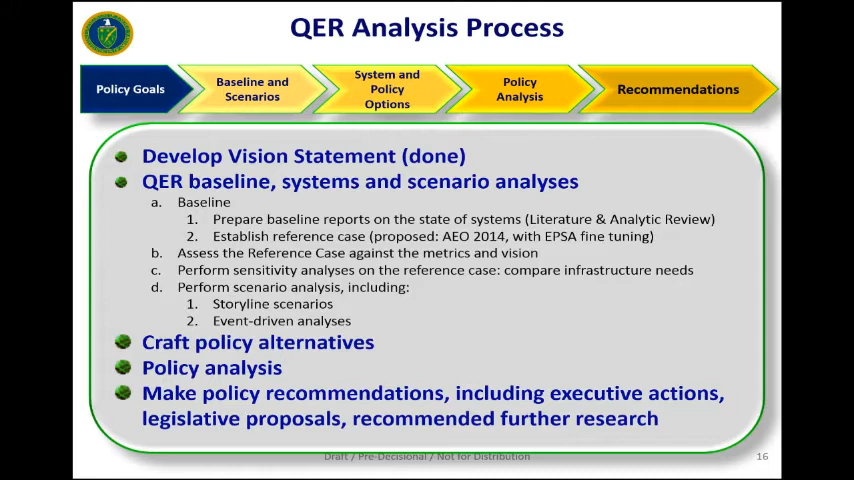 QER Analysis Process
Policy Goals
Baseline and
Scenarios
System and
Policy
Options
Policy
Analysis
Recommendations
Develop Vision Statement (done)
QER baseline, systems and scenario analyses
a. Baseline
1. Prepare baseline reports on the state of systems (Literature & Analytic Review)
2. Establish reference case (proposed: AEO 2014, with EPSA fine tuning)
b. Assess the Reference Case against the metrics and vision
c. Perform sensitivity analyses on the reference case: compare infrastructure needs
d. Perform scenario analysis, including:
1. Storyline scenarios
2. Event-driven analyses
Craft policy alternatives
Policy analysis
Make policy recommendations, including executive actions,
legislative proposals, recommended further research
Draft / Pre-Decisional / Not for Distribution
16